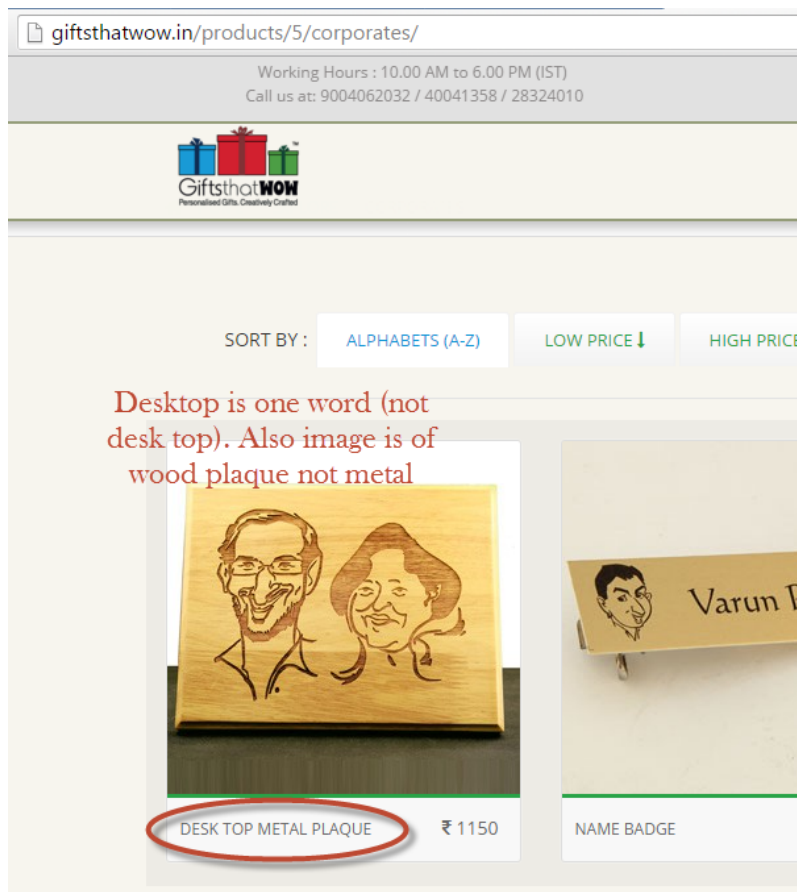 giftsthatwow.in/products/5/corporates/
Working Hours : 10.00 AM to 6.00 PM (IST)
Call us at: 9004062032 / 40041358 / 28324010
GiftsthatWOW
Personalised Gifts. Creatively Crafted
SORT BY : ALPHABETS (A-Z) LOW PRICE HIGH PRICE
Desktop is one word (not
desk top). Also image is of
wood plaque not metal
Varun
DESK TOP METAL PLAQUE ₹ 1150 NAME BADGE